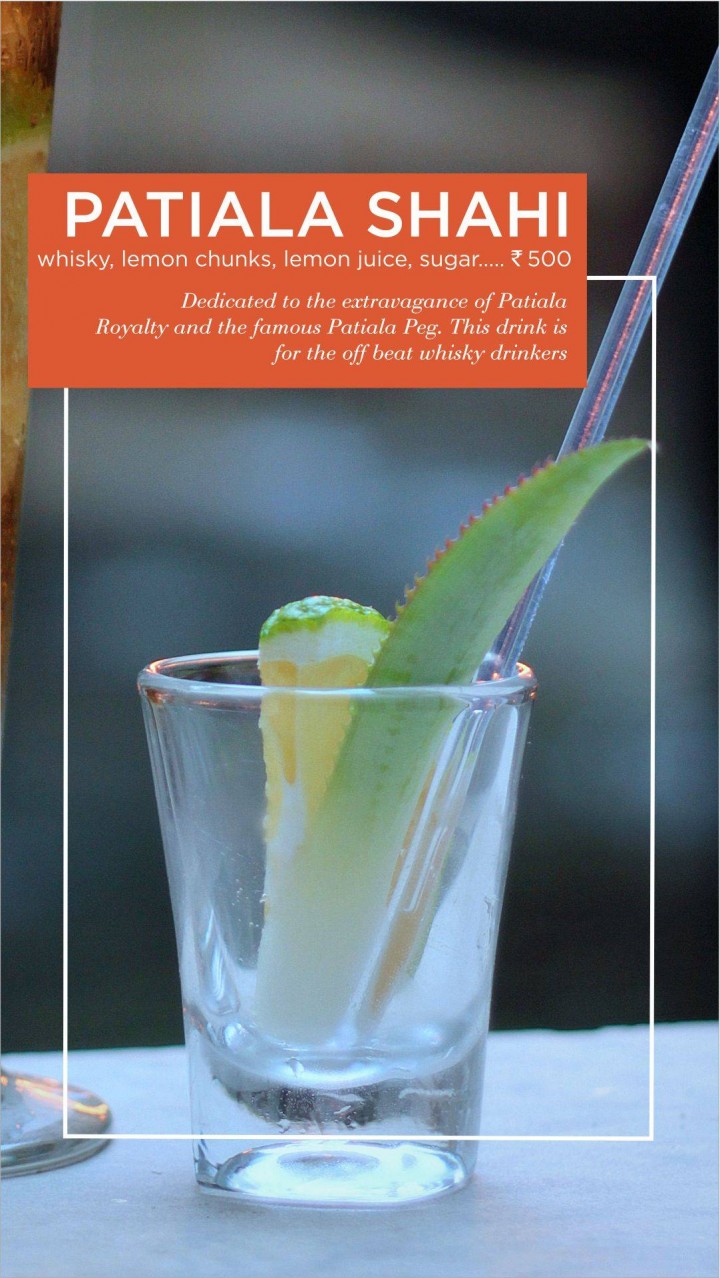 PATIALA SHAHI
whisky, lemon chunks, lemon juice, sugar..... ₹ 500
Dedicated to the extravagance of Patiala
Royalty and the famous Patiala Peg. This drink is
for the off beat whisky drinkers